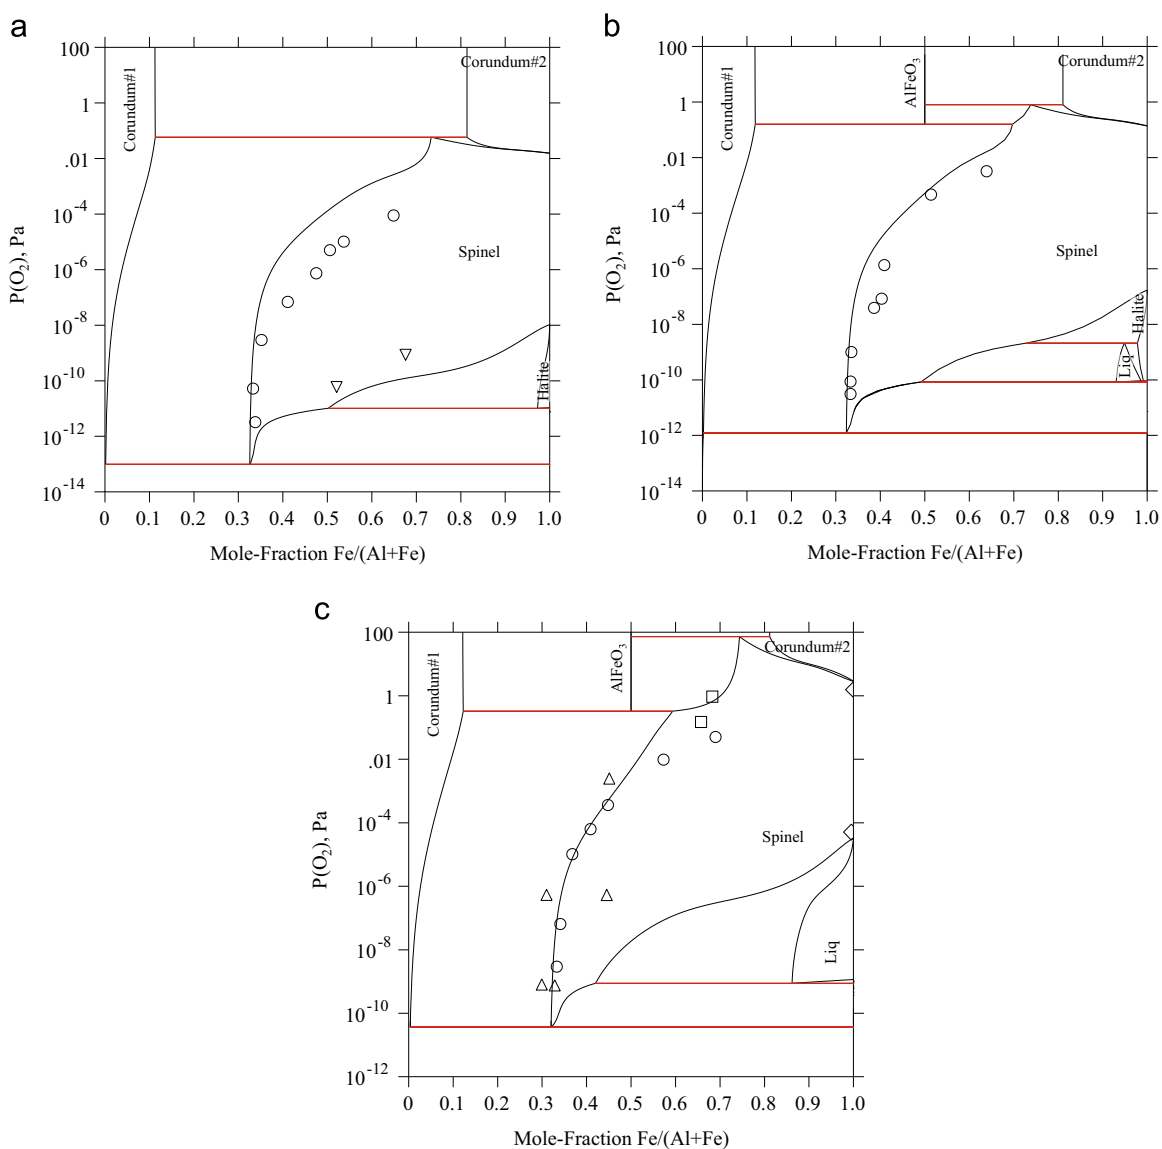 a
100
1
.01
10-4
10-6
10-8
10-10
10-12
10-14
P(O2), Pa
Corundum#1
Corundum#2
Spinel
Halite
0 0.1 0.2 0.3 0.4 0.5 0.6 0.7 0.8 0.9 1.0
Mole-Fraction Fe/(Al+Fe)
b
100
1
.01
10-4
10-6
10-8
10-10
10-12
10-14
P(O2), Pa
Corundum#1
AlFeO3
Corundum#2
Spinel
Halite
Liq
0 0.1 0.2 0.3 0.4 0.5 0.6 0.7 0.8 0.9 1.0
Mole-Fraction Fe/(Al+Fe)
c
100
1
.01
10-4
10-6
10-8
10-10
10-12
P(O2), Pa
Corundum#1
AlFeO3
Corundum#2
Spinel
Liq
0 0.1 0.2 0.3 0.4 0.5 0.6 0.7 0.8 0.9 1.0
Mole-Fraction Fe/(Al+Fe)